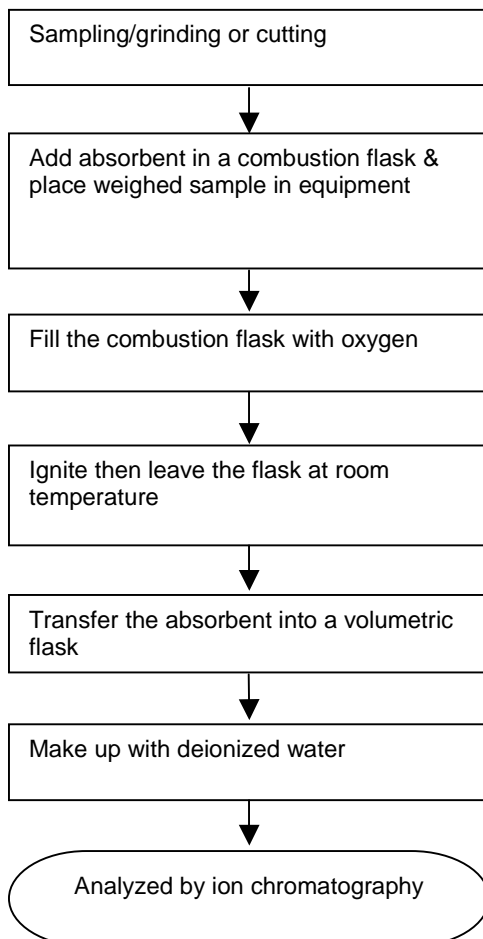 Sampling/grinding or cutting
Add absorbent in a combustion flask &
place weighed sample in equipment
Fill the combustion flask with oxygen
Ignite then leave the flask at room
temperature
Transfer the absorbent into a volumetric
flask
Make up with deionized water
Analyzed by ion chromatography